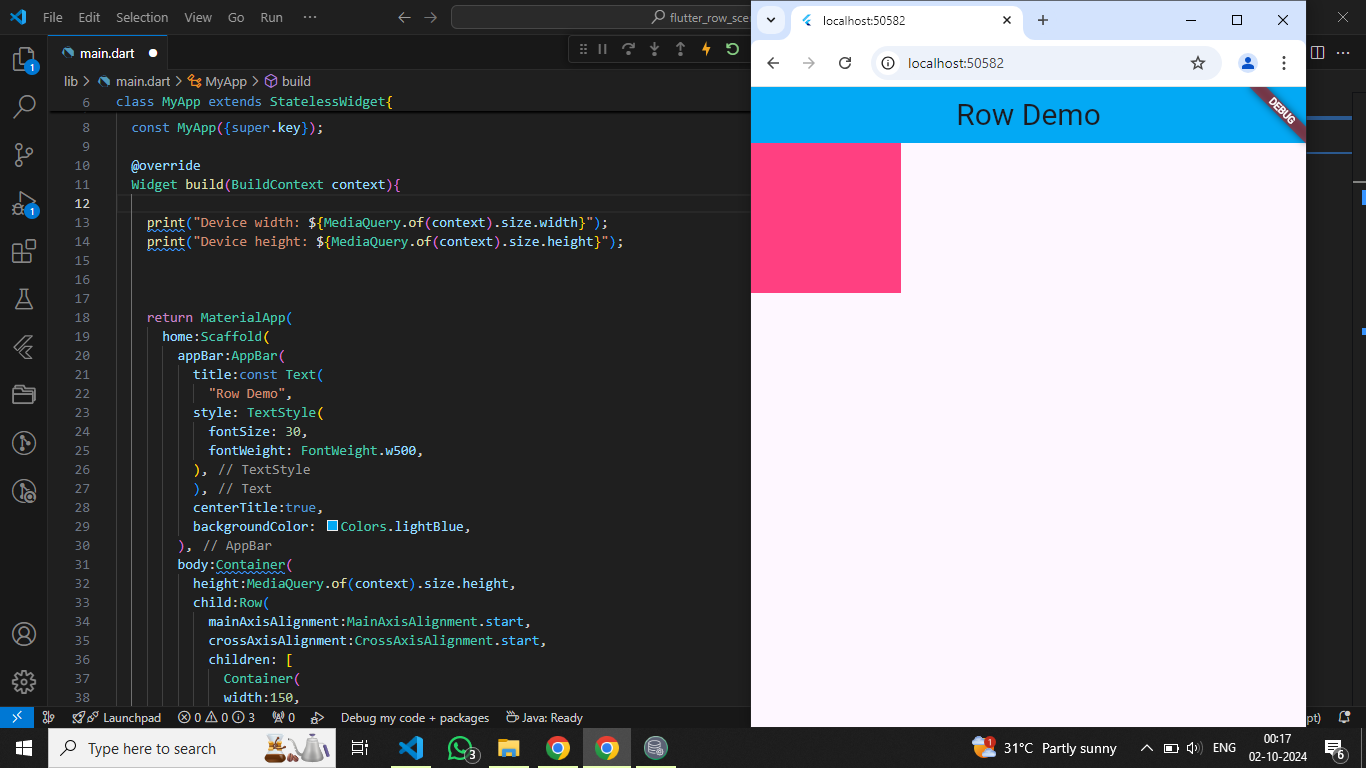 File Edit Selection View Go Run ···
flutter_row_sce
main.dart
lib > main.dart > MyApp > build
6 class MyApp extends StatelessWidget{
8 const MyApp({super.key});
9
10 @override
11 Widget build(BuildContext context){
12
13 print("Device width: ${MediaQuery.of(context).size.width}");
14 print("Device height: ${MediaQuery.of(context).size.height}");
15
16
17
18 return MaterialApp(
19 home:Scaffold(
20 appBar:AppBar(
21 title:const Text(
22 "Row Demo",
23 style: TextStyle(
24 fontSize: 30,
25 fontWeight: FontWeight.w500,
26 ), // TextStyle
27 ), // Text
28 centerTitle:true,
29 backgroundColor: Colors.lightBlue,
30 ), // AppBar
31 body:Container(
32 height:MediaQuery.of(context).size.height,
33 child:Row(
34 mainAxisAlignment:MainAxisAlignment.start,
35 crossAxisAlignment:CrossAxisAlignment.start,
36 children: [
37 Container(
38 width:150,
1
1
Launchpad 0 0 3 0 Debug my code + packages Java: Ready
pt)
localhost:50582
localhost:50582
Row Demo
DEBUG
Type here to search
3
1
31°C Partly sunny
ENG
00:17
02-10-2024
6